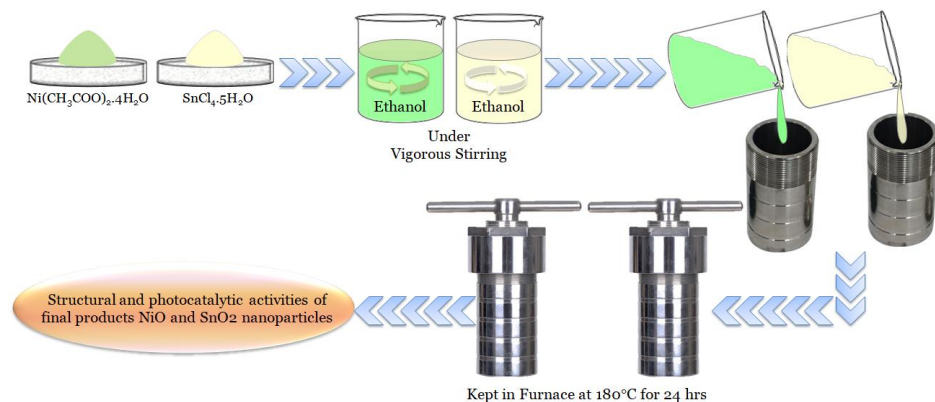 Ni(CH₃COO)₂.4H₂O
SnCl₄.5H₂O
Ethanol
Ethanol
Under
Vigorous Stirring
Structural and photocatalytic activities of
final products NiO and SnO2 nanoparticles
Kept in Furnace at 180°C for 24 hrs